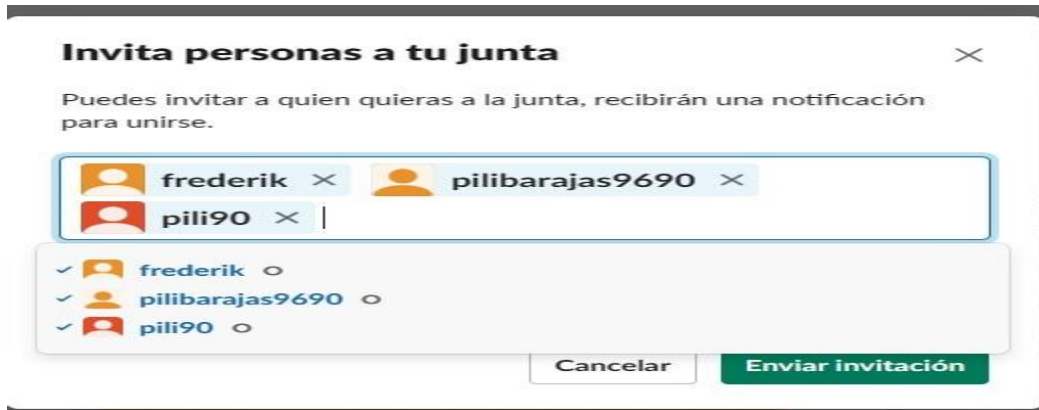 Invita personas a tu junta
Puedes invitar a quien quieras a la junta, recibirán una notificación
para unirse.
frederik pilibarajas9690
pili90
frederik
pilibarajas9690
pili90
Cancelar Enviar invitación